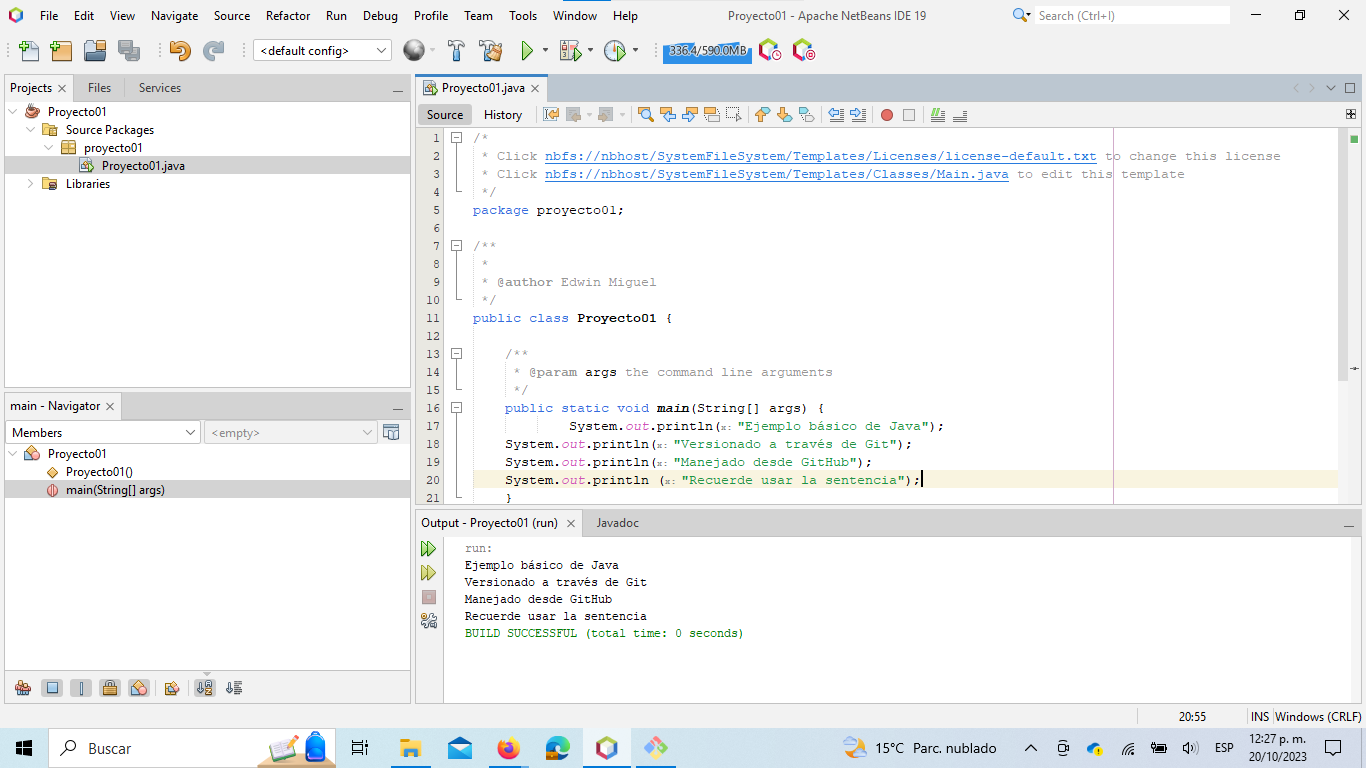 File Edit View Navigate Source Refactor Run Debug Profile Team Tools Window Help Proyecto01 - Apache NetBeans IDE 19 Search (Ctrl+I)
<default config> 336.4/590.0MB
Projects Files Services
Proyecto01
Source Packages
proyecto01
Proyecto01.java
Libraries
main - Navigator
Members <empty>
Proyecto01
Proyecto01()
main(String[] args)
Proyecto01.java
Source History
1 /*
2 * Click nbfs://nbhost/SystemFileSystem/Templates/Licenses/license-default.txt to change this license
3 * Click nbfs://nbhost/SystemFileSystem/Templates/Classes/Main.java to edit this template
4 */
5 package proyecto01;
6
7 /**
8 *
9 * @author Edwin Miguel
10 */
11 public class Proyecto01 {
12
13 /**
14 * @param args the command line arguments
15 */
16 public static void main(String[] args) {
17 System.out.println(x: "Ejemplo básico de Java");
18 System.out.println(x: "Versionado a través de Git");
19 System.out.println(x: "Manejado desde GitHub");
20 System.out.println (x: "Recuerde usar la sentencia");
21 }
Output - Proyecto01 (run) Javadoc
run:
Ejemplo básico de Java
Versionado a través de Git
Manejado desde GitHub
Recuerde usar la sentencia
BUILD SUCCESSFUL (total time: 0 seconds)
20:55 INS Windows (CRLF)
Buscar 15°C Parc. nublado ESP 12:27 p. m.
20/10/2023